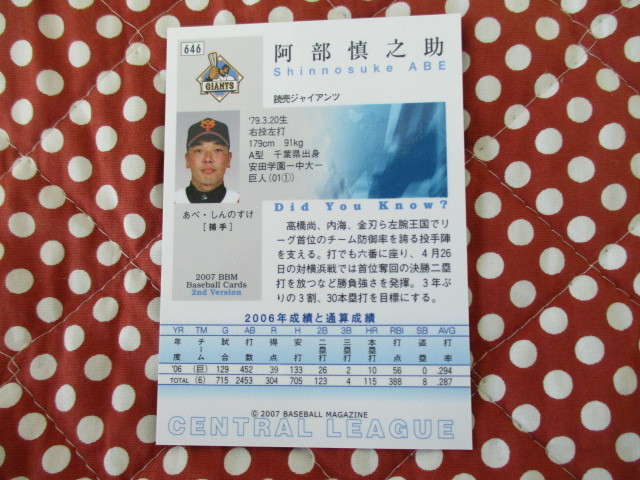 646
阿部慎之助
Shinnosuke ABE
GIANTS
読売ジャイアンツ
'79.3.20生
右投左打
179cm 91kg
A型 千葉県出身
安田学園ー中大ー
巨人(01①)
あべ・しんのすけ
[捕手]
2007 BBM
Baseball Cards
2nd Version
Did You Know?
高橋尚、内海、金刃ら左腕王国でリ
ーグ首位のチーム防御率を誇る投手陣
を支える。打でも六番に座り、4月26
日の対横浜戦では首位奪回の決勝二塁
打を放つなど勝負強さを発揮。3年ぶ
りの3割、30本塁打を目標にする。
2006年成績と通算成績
YR TM G AB R H 2B 3B HR RBI SB AVG
年度 チーム 試合 打数 得点 安打 二塁打 三塁打 本塁打 打点 盗塁 打率
'06 (巨) 129 452 39 133 26 2 10 56 0 .294
TOTAL (6) 715 2453 304 705 123 4 115 388 8 .287
© 2007 BASEBALL MAGAZINE
CENTRAL LEAGUE